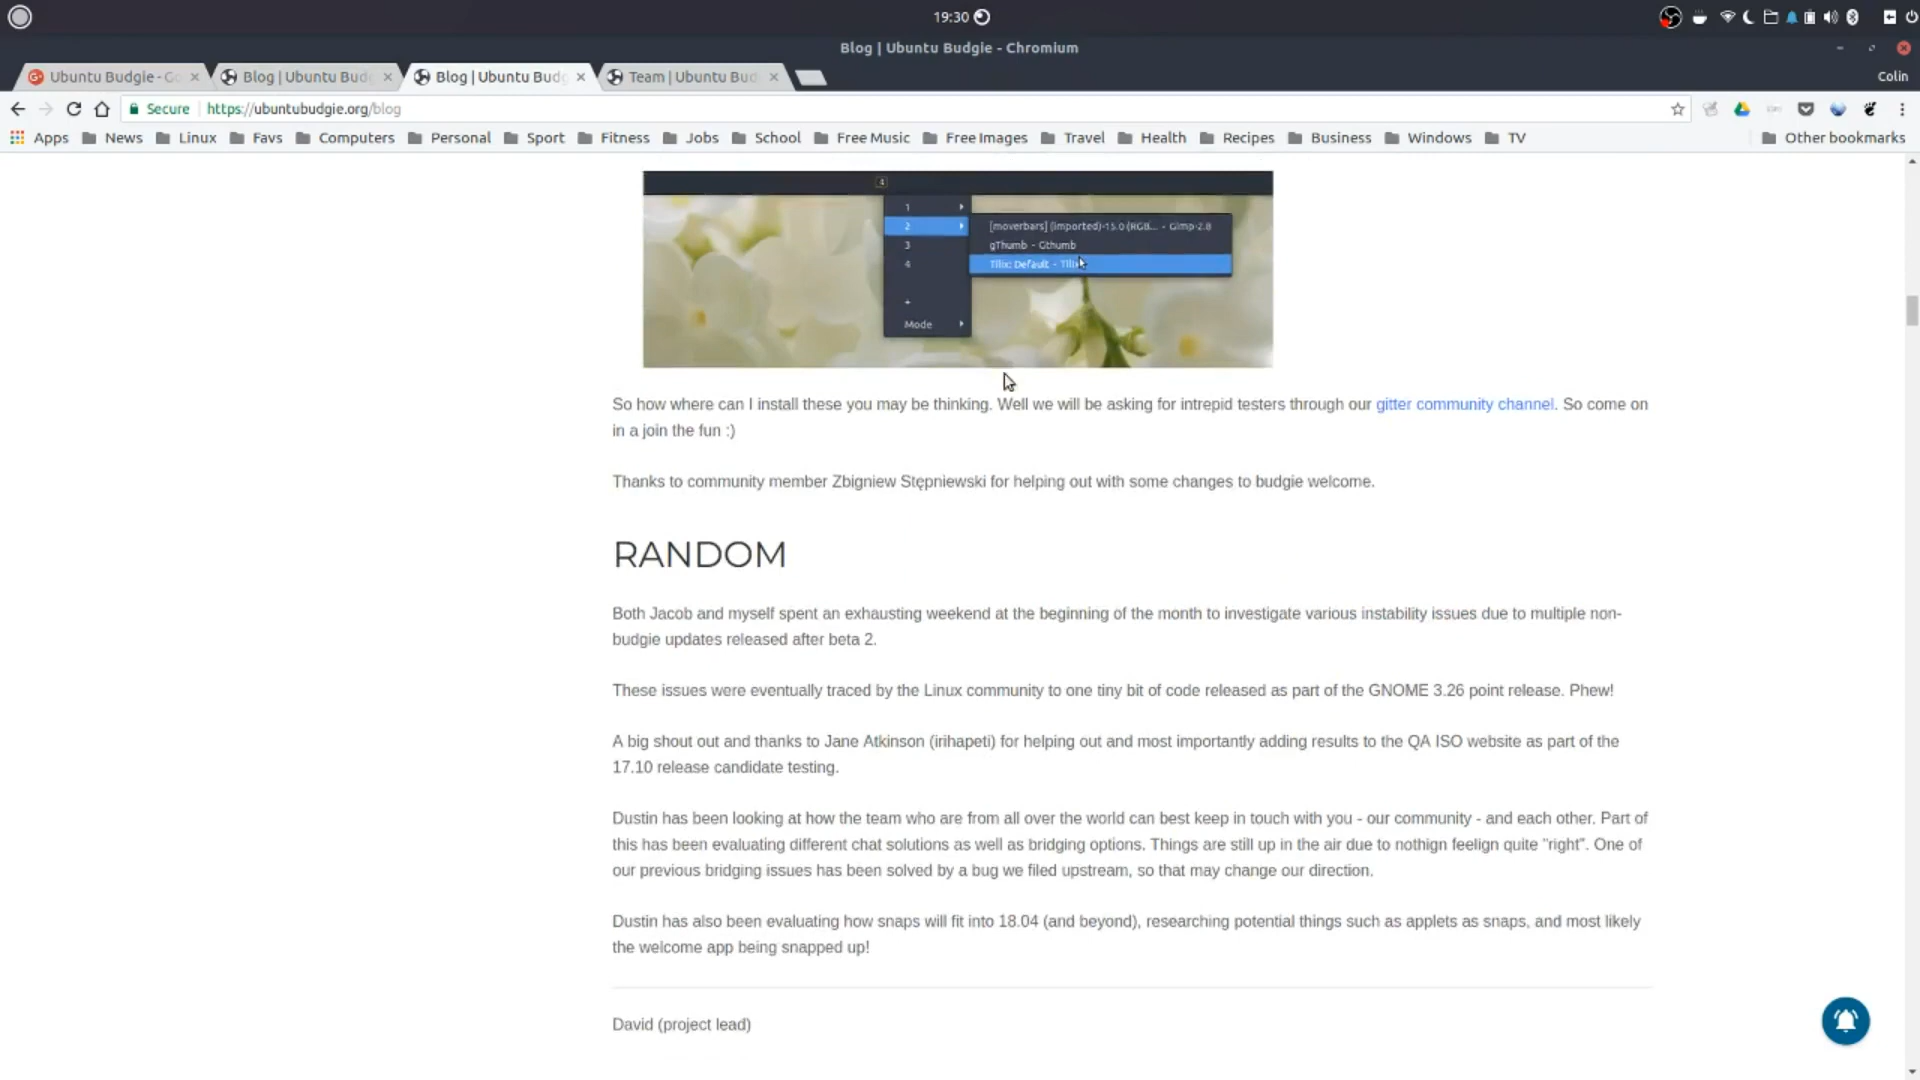 19:30
Blog | Ubuntu Budgie - Chromium
Ubuntu Budgie - Go
Blog | Ubuntu Budg
Blog | Ubuntu Budg
Team | Ubuntu Bud
Colin
Secure
https://ubuntubudgie.org/blog
Apps News Linux Favs Computers Personal Sport Fitness Jobs School Free Music Free Images Travel Health Recipes Business Windows TV Other bookmarks
4
1
2
[moverbars] (imported)-15.0 (RGB... - Gimp-2.8
3
gThumb - Gthumb
4
Tilix: Default - Tilix
+
Mode
So how where can I install these you may be thinking. Well we will be asking for intrepid testers through our gitter community channel. So come on
in a join the fun :)
Thanks to community member Zbigniew Stępniewski for helping out with some changes to budgie welcome.
RANDOM
Both Jacob and myself spent an exhausting weekend at the beginning of the month to investigate various instability issues due to multiple non-
budgie updates released after beta 2.
These issues were eventually traced by the Linux community to one tiny bit of code released as part of the GNOME 3.26 point release. Phew!
A big shout out and thanks to Jane Atkinson (irihapeti) for helping out and most importantly adding results to the QA ISO website as part of the
17.10 release candidate testing.
Dustin has been looking at how the team who are from all over the world can best keep in touch with you - our community - and each other. Part of
this has been evaluating different chat solutions as well as bridging options. Things are still up in the air due to nothign feelign quite "right". One of
our previous bridging issues has been solved by a bug we filed upstream, so that may change our direction.
Dustin has also been evaluating how snaps will fit into 18.04 (and beyond), researching potential things such as applets as snaps, and most likely
the welcome app being snapped up!
David (project lead)